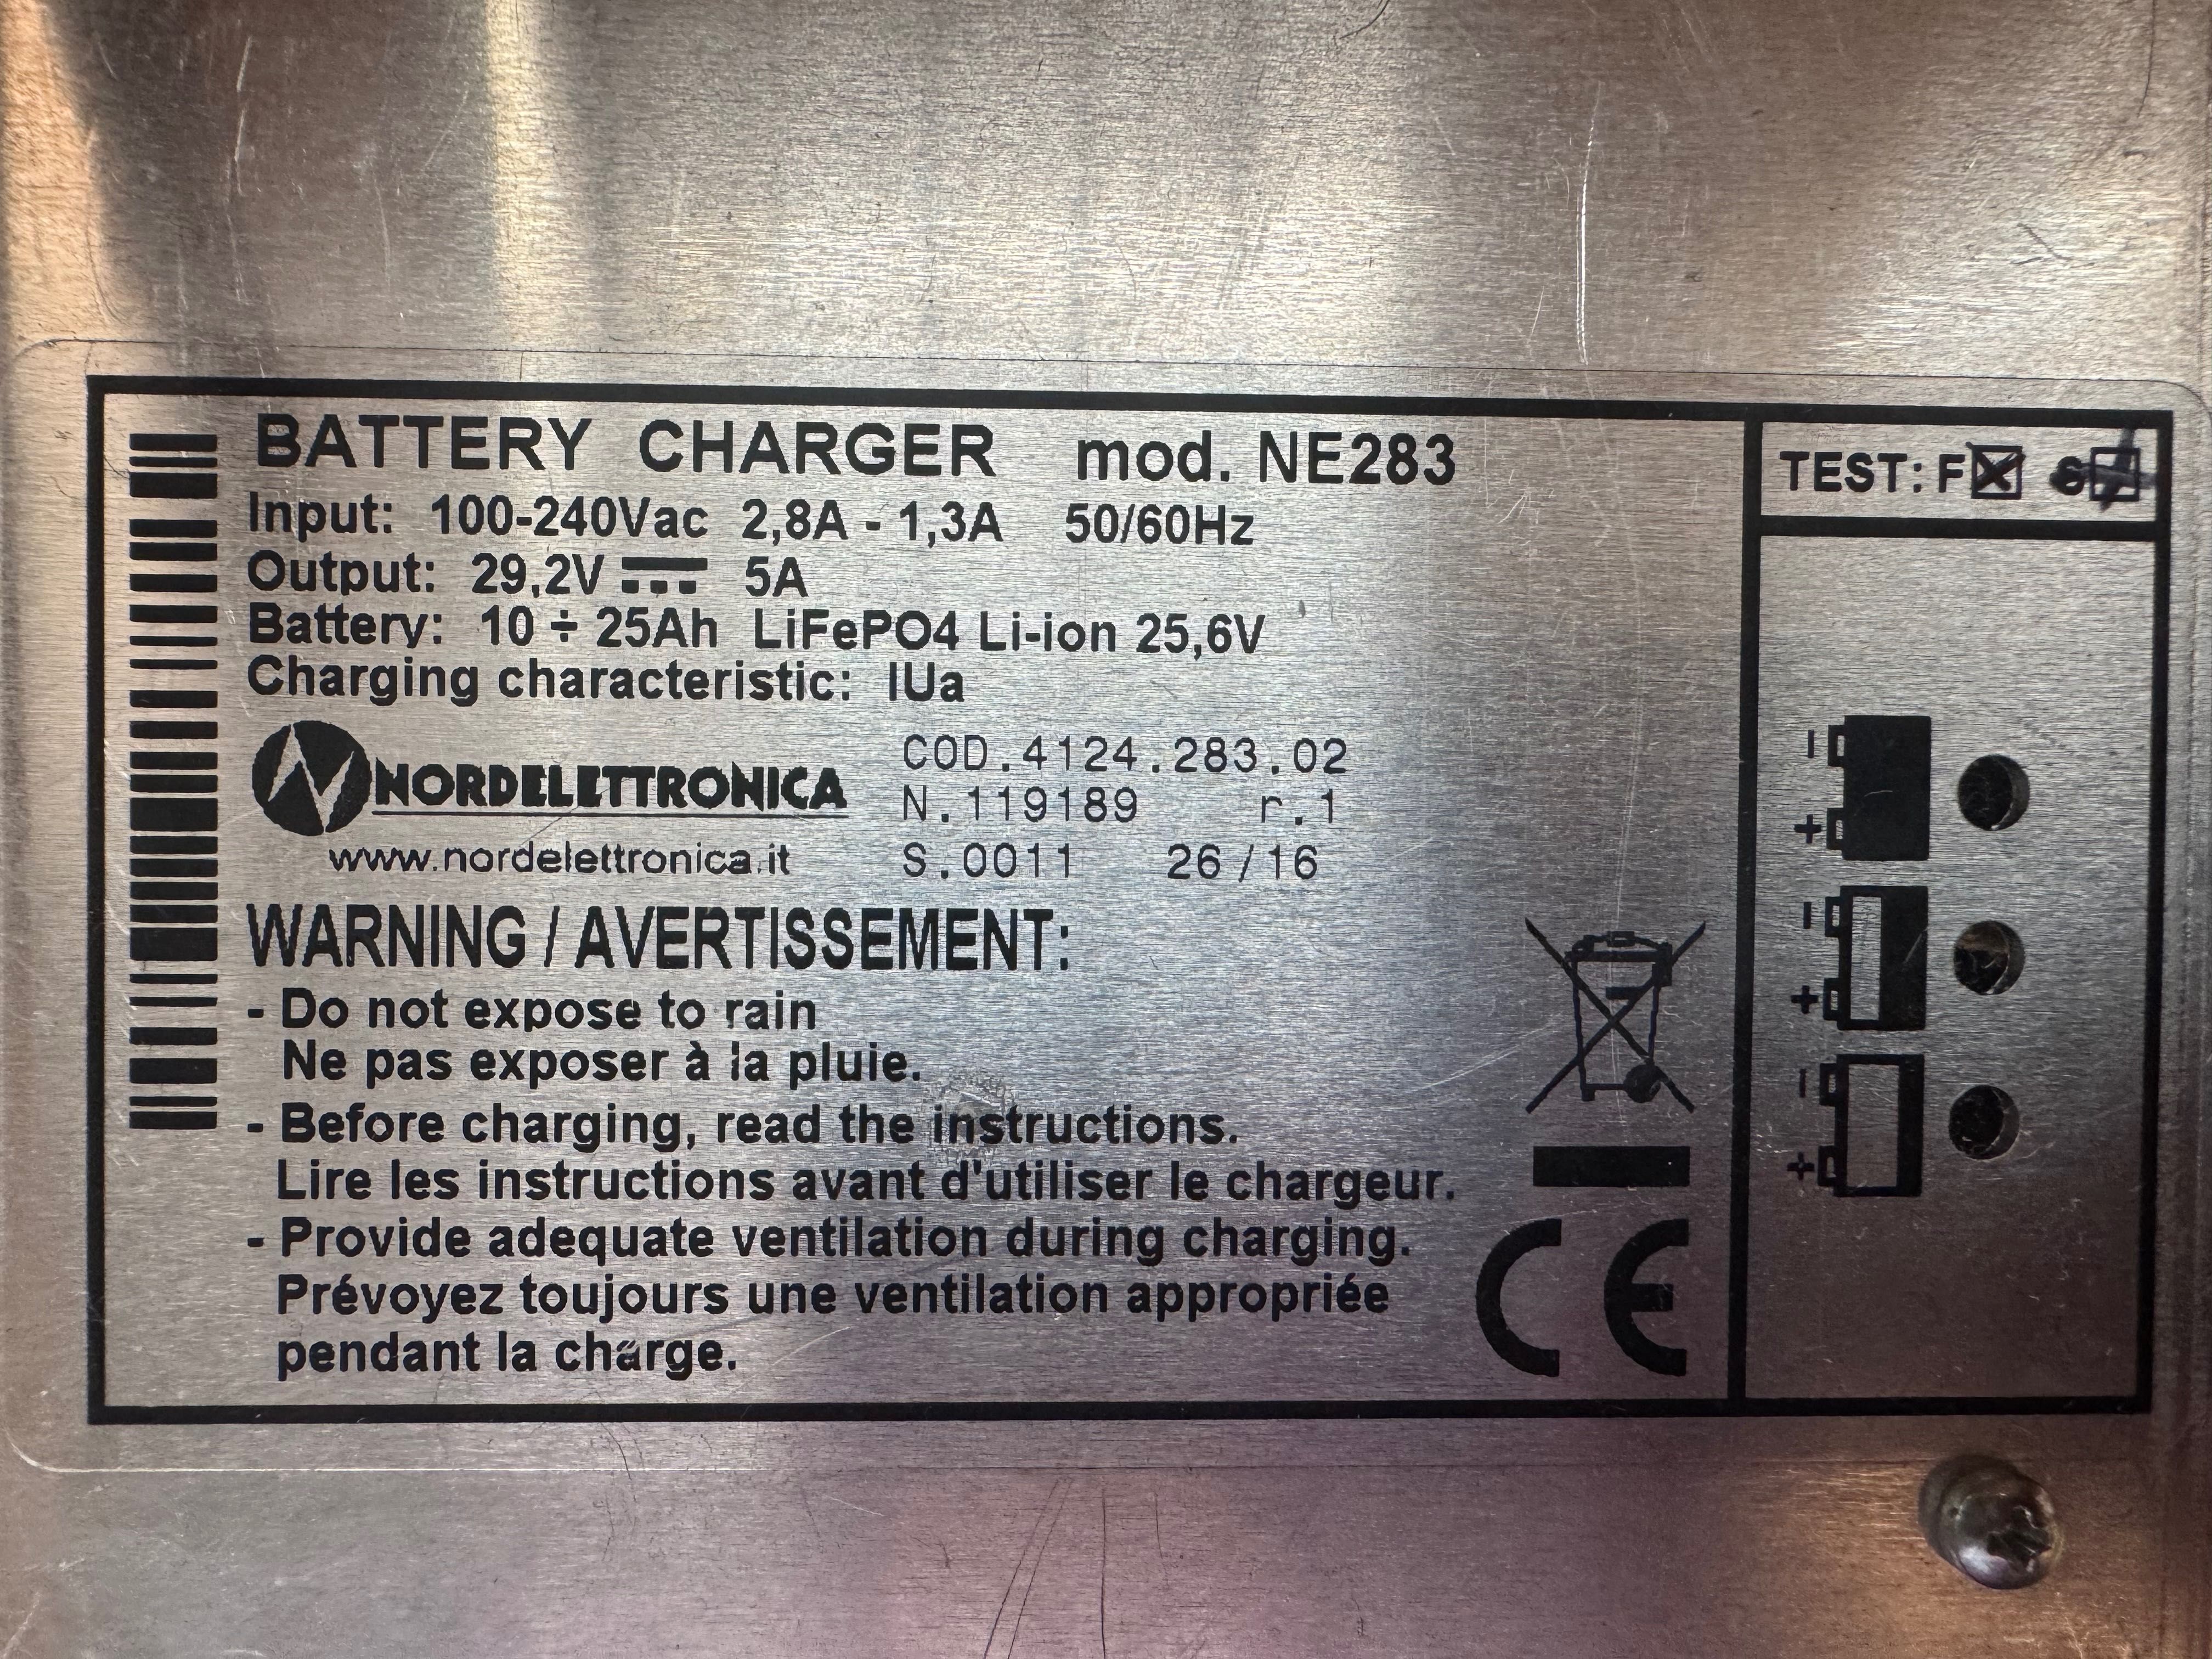 BATTERY CHARGER mod. NE283
Input: 100-240Vac 2,8A - 1,3A 50/60Hz
Output: 29,2V 5A
Battery: 10 ÷ 25Ah LiFePO4 Li-ion 25,6V
Charging characteristic: IUa
NORDELETTRONICA
www.nordelettronica.it
COD.4124.283.02
N.119189 r.1
S.0011 26/16
WARNING / AVERTISSEMENT:
- Do not expose to rain
Ne pas exposer à la pluie.
- Before charging, read the instructions.
Lire les instructions avant d'utiliser le chargeur.
- Provide adequate ventilation during charging.
Prévoyez toujours une ventilation appropriée
pendant la charge.
CE
TEST: F S
- +
- +
- +